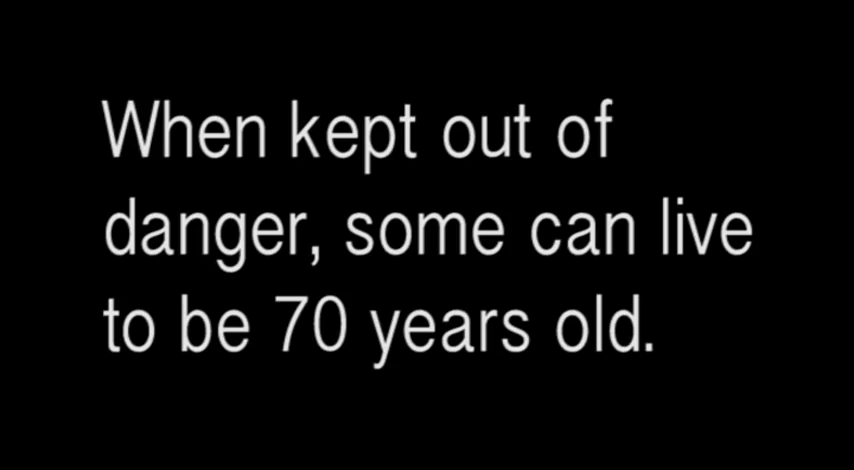 When kept out of
danger, some can live
to be 70 years old.